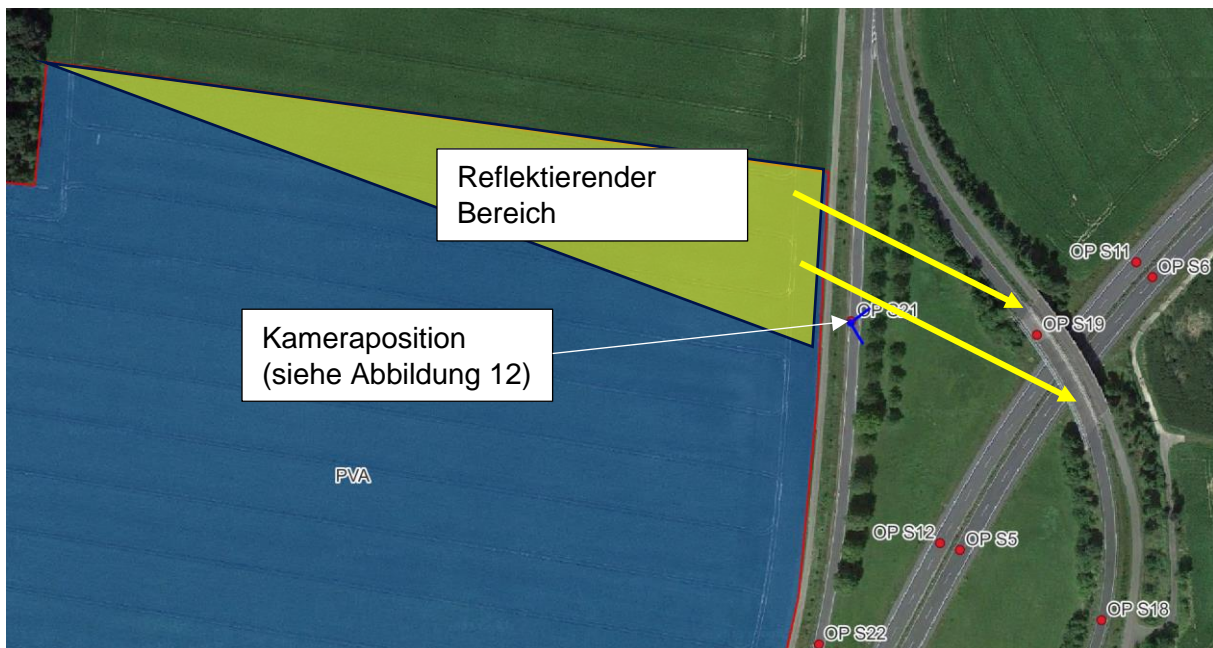 Reflektierender
Bereich
OP S11
OP S6
OP S21
OP S19
Kameraposition
(siehe Abbildung 12)
PVA
OP S12
OP S5
OP S18
OP S22